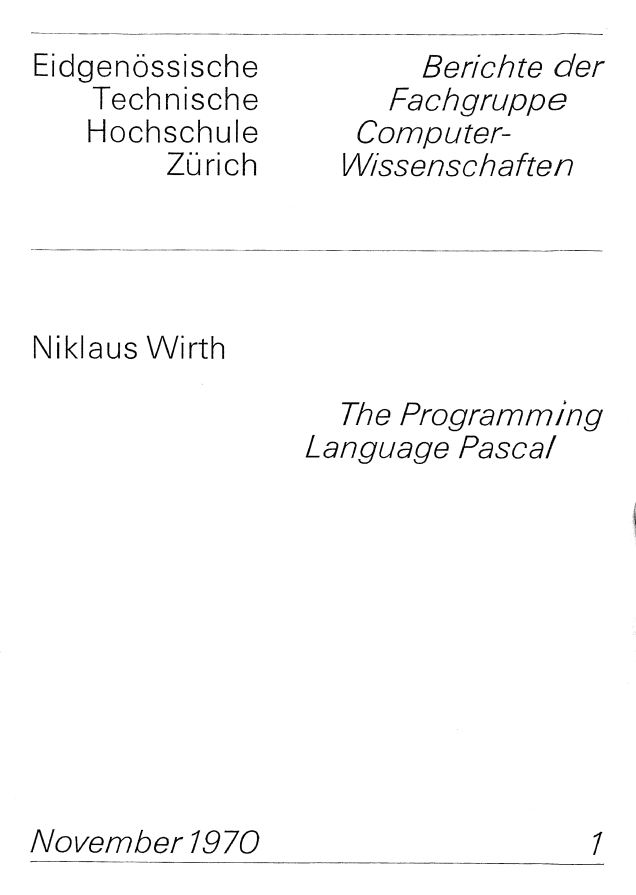 Eidgenössische
Technische
Hochschule
Zürich
Berichte der
Fachgruppe
Computer-
Wissenschaften
Niklaus Wirth
The Programming
Language Pascal
November 1970
1